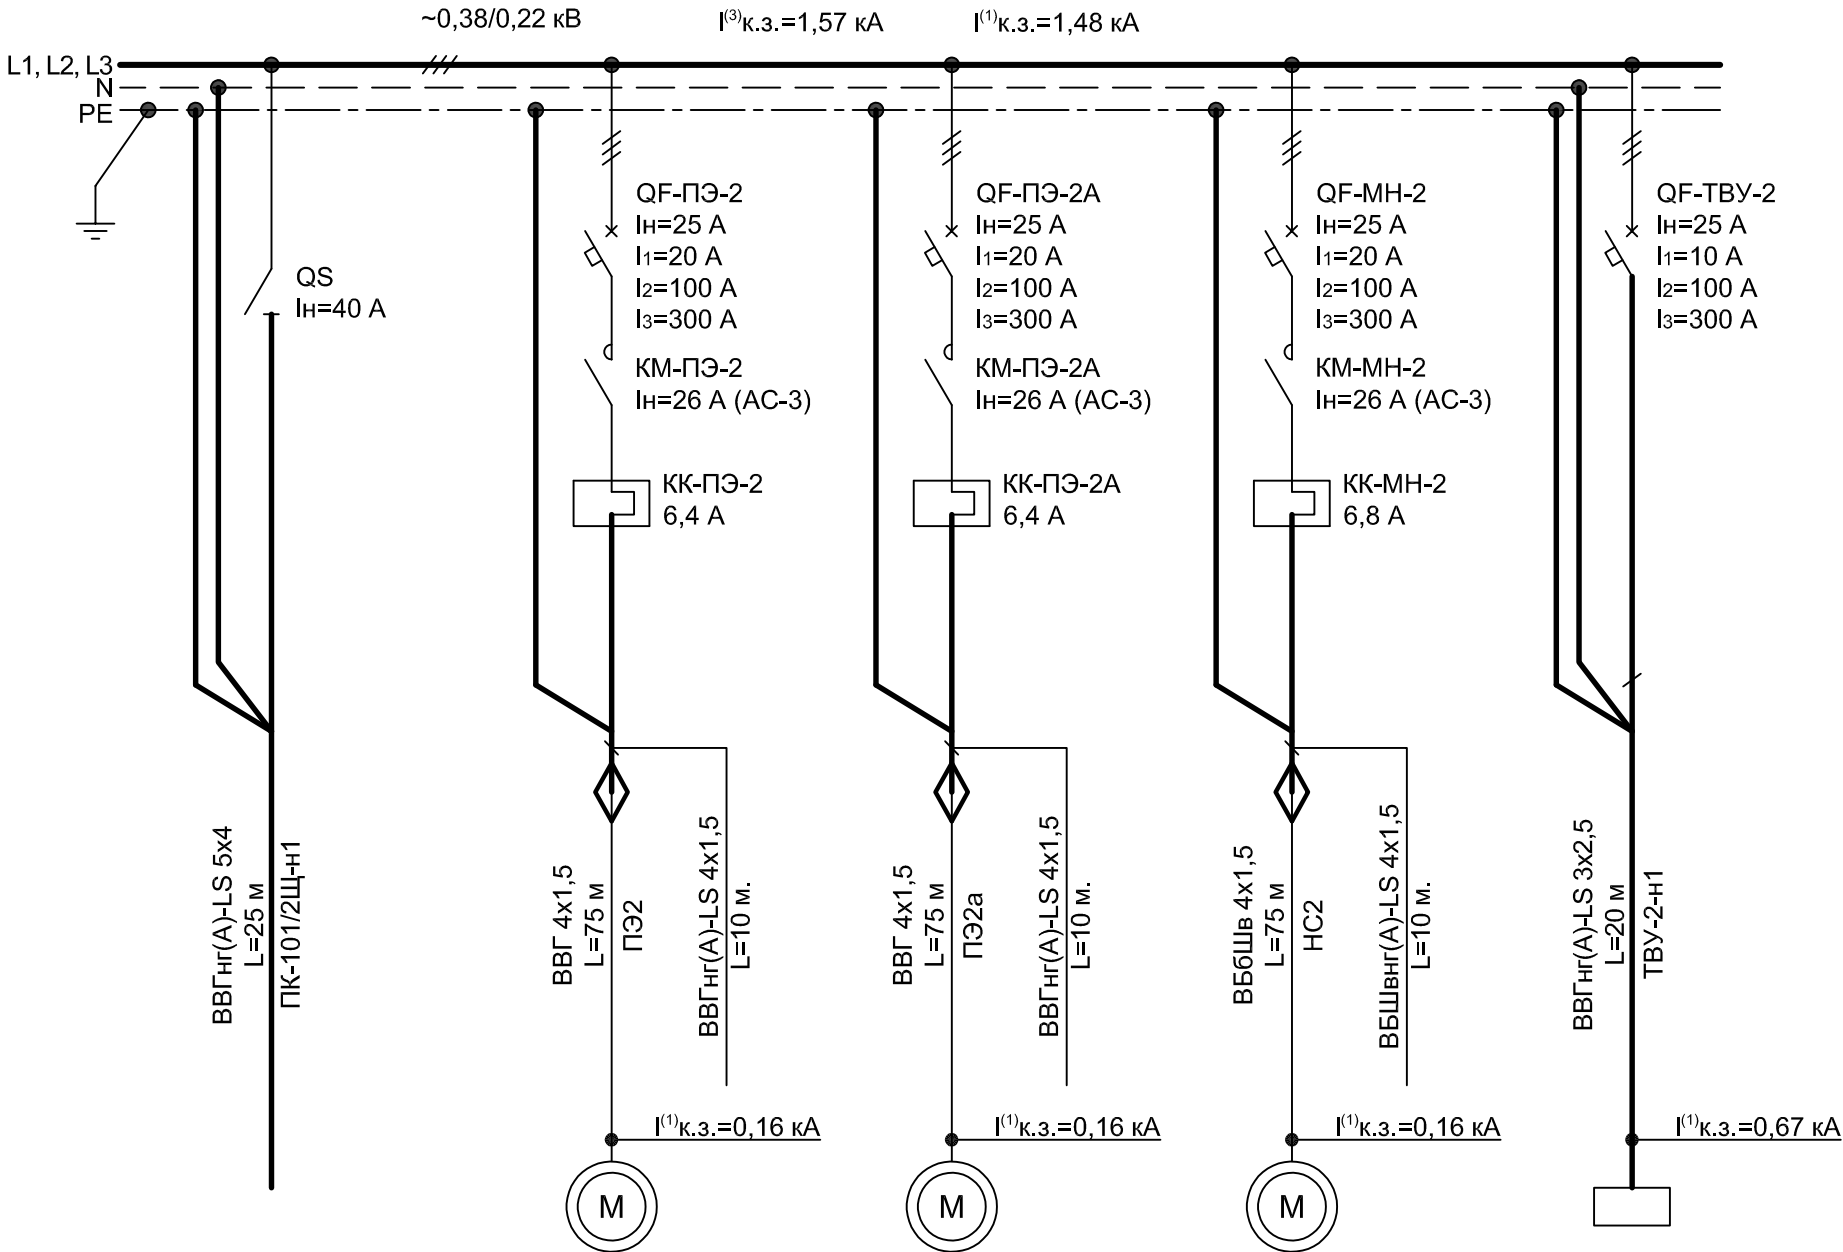 ~0,38/0,22 кВ
I(3)к.з.=1,57 кА
I(1)к.з.=1,48 кА
L1, L2, L3
N
PE
QS
Iн=40 А
ВВГнг(А)-LS 5х4
L=25 м
ПК-101/2Щ-н1
QF-ПЭ-2
Iн=25 А
I1=20 А
I2=100 А
I3=300 А
КМ-ПЭ-2
Iн=26 А (АС-3)
КК-ПЭ-2
6,4 А
ВВГ 4х1,5
L=75 м
ПЭ2
ВВГнг(А)-LS 4х1,5
L=10 м.
I(1)к.з.=0,16 кА
М
QF-ПЭ-2А
Iн=25 А
I1=20 А
I2=100 А
I3=300 А
КМ-ПЭ-2А
Iн=26 А (АС-3)
КК-ПЭ-2А
6,4 А
ВВГ 4х1,5
L=75 м
ПЭ2а
ВВГнг(А)-LS 4х1,5
L=10 м.
I(1)к.з.=0,16 кА
М
QF-МН-2
Iн=25 А
I1=20 А
I2=100 А
I3=300 А
КМ-МН-2
Iн=26 А (АС-3)
КК-МН-2
6,8 А
ВБбШв 4х1,5
L=75 м
НС2
ВБШвнг(А)-LS 4х1,5
L=10 м.
I(1)к.з.=0,16 кА
М
QF-ТВУ-2
Iн=25 А
I1=10 А
I2=100 А
I3=300 А
ВВГнг(А)-LS 3х2,5
L=20 м
ТВУ-2-н1
I(1)к.з.=0,67 кА